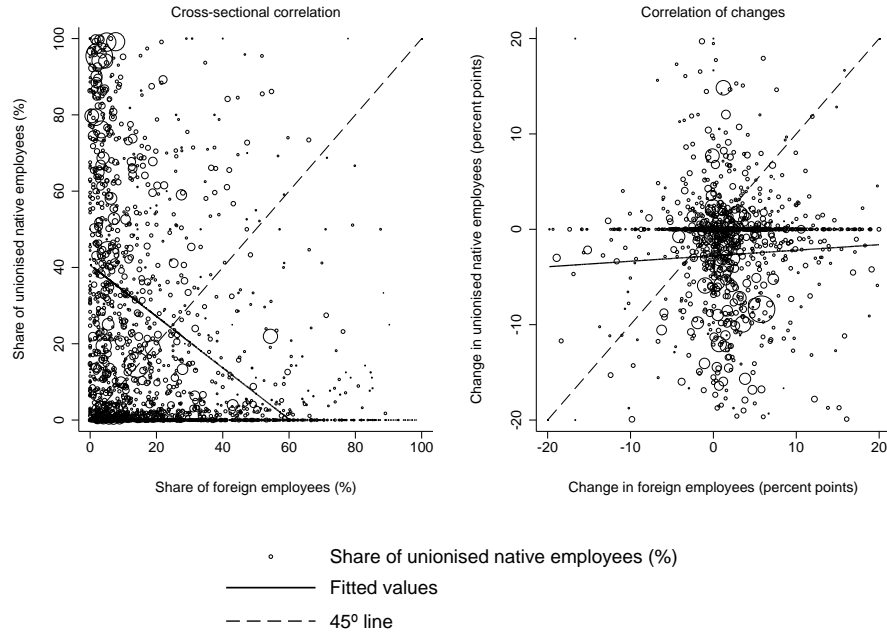 Cross-sectional correlation
Share of unionised native employees (%)
100
80
60
40
20
0
0 20 40 60 80 100
Share of foreign employees (%)
Correlation of changes
Change in unionised native employees (percent points)
20
10
0
-10
-20
-20 -10 0 10 20
Change in foreign employees (percent points)
Share of unionised native employees (%)
Fitted values
45º line